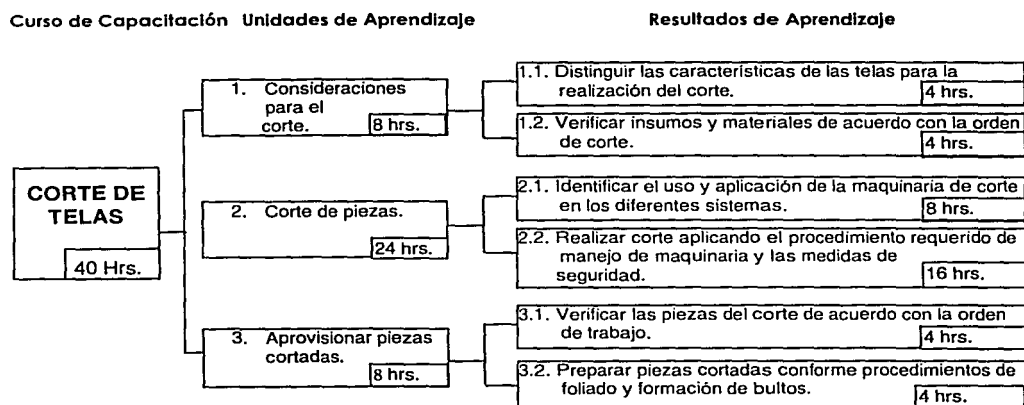 Curso de Capacitación Unidades de Aprendizaje Resultados de Aprendizaje
CORTE DE
TELAS
40 Hrs.
1. Consideraciones
para el
corte.
8 hrs.
1.1. Distinguir las características de las telas para la
realización del corte.
4 hrs.
1.2. Verificar insumos y materiales de acuerdo con la orden
de corte.
4 hrs.
2. Corte de piezas.
24 hrs.
2.1. Identificar el uso y aplicación de la maquinaria de corte
en los diferentes sistemas.
8 hrs.
2.2. Realizar corte aplicando el procedimiento requerido de
manejo de maquinaria y las medidas de
seguridad.
16 hrs.
3. Aprovisionar piezas
cortadas.
8 hrs.
3.1. Verificar las piezas del corte de acuerdo con la orden
de trabajo.
4 hrs.
3.2. Preparar piezas cortadas conforme procedimientos de
foliado y formación de bultos.
4 hrs.